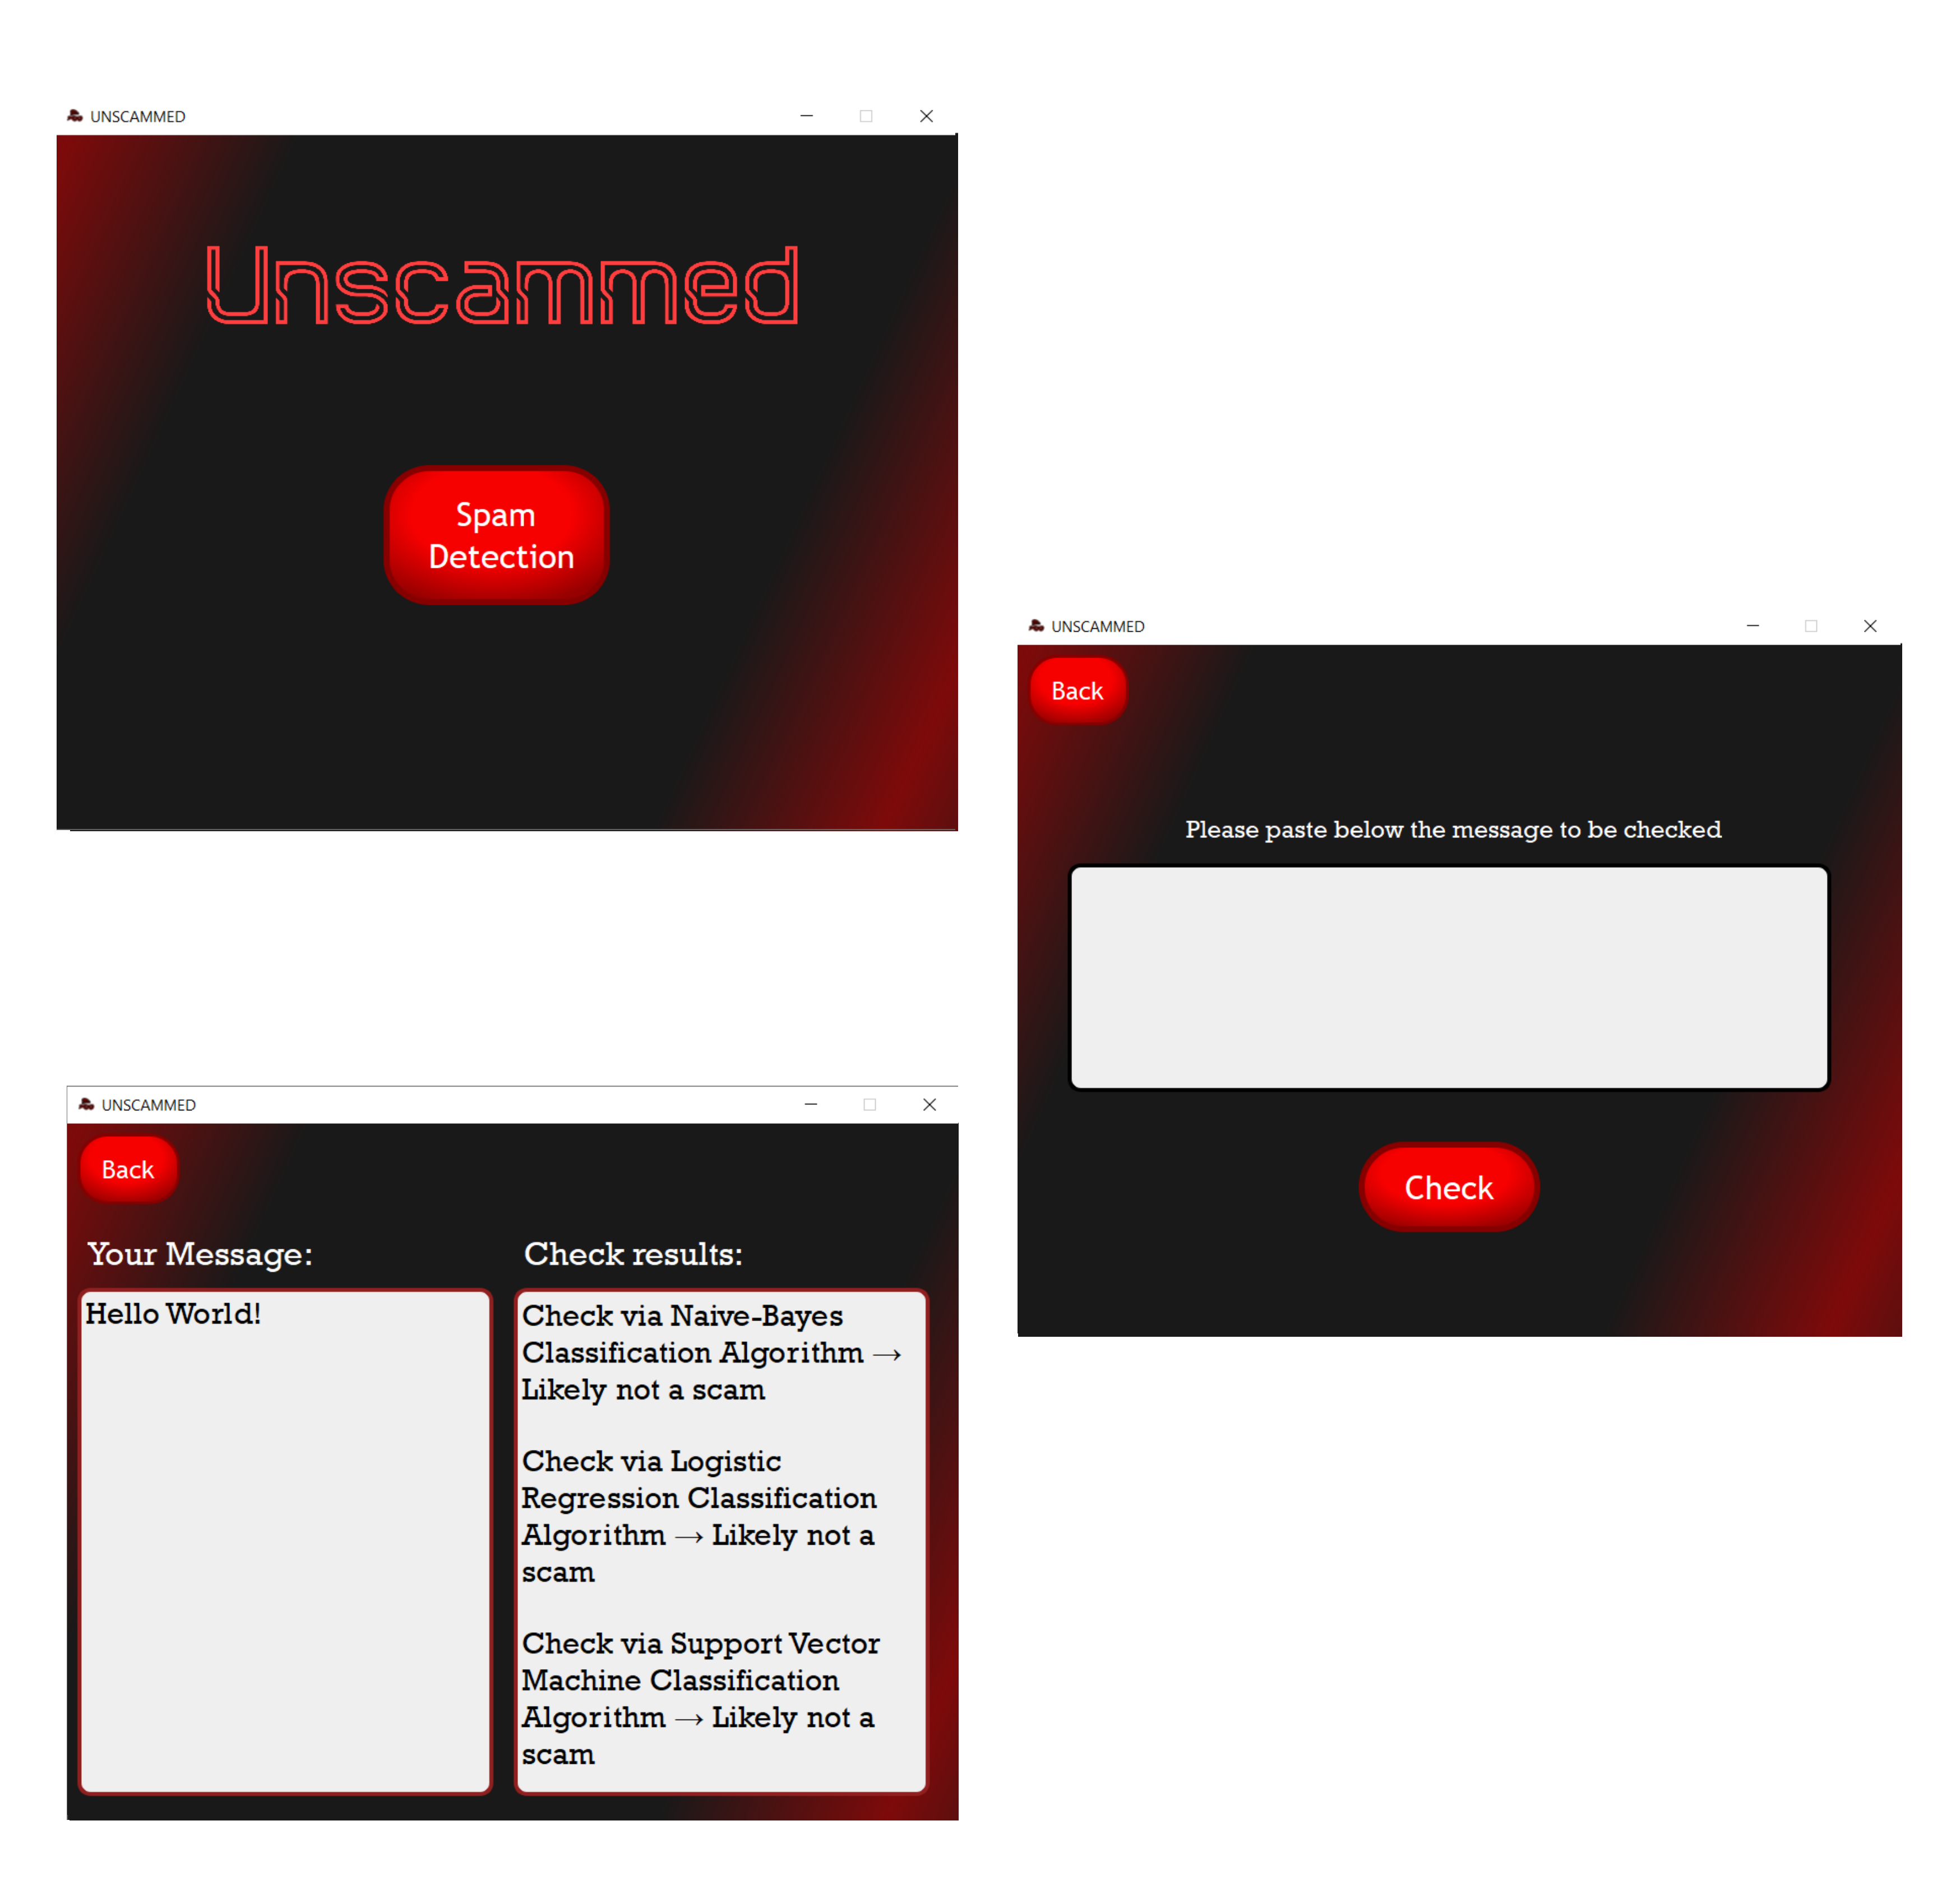 UNSCAMMED
Unscammed
Spam
Detection
UNSCAMMED
Back
Please paste below the message to be checked
Check
UNSCAMMED
Back
Your Message:
Hello World!
Check results:
Check via Naive-Bayes
Classification Algorithm →
Likely not a scam
Check via Logistic
Regression Classification
Algorithm → Likely not a
scam
Check via Support Vector
Machine Classification
Algorithm → Likely not a
scam